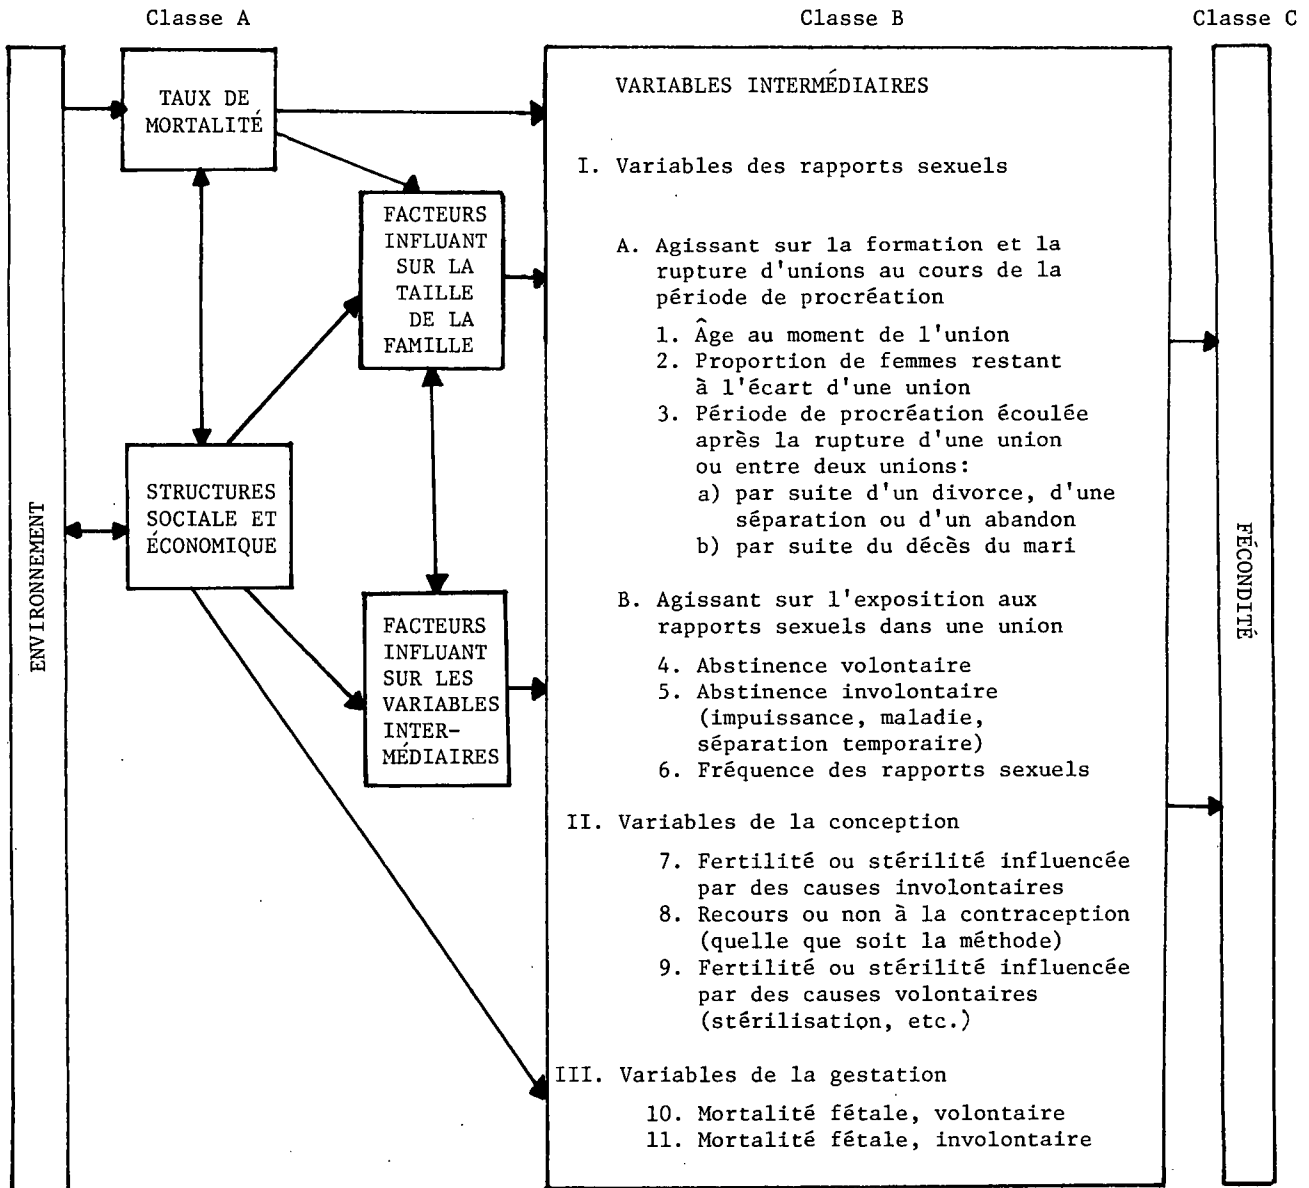 Classe A
Classe B
Classe C
ENVIRONNEMENT
TAUX DE
MORTALITÉ
FACTEURS
INFLUANT
SUR LA
TAILLE
DE LA
FAMILLE
STRUCTURES
SOCIALE ET
ÉCONOMIQUE
FACTEURS
INFLUANT
SUR LES
VARIABLES
INTER-
MÉDIAIRES
VARIABLES INTERMÉDIAIRES
I. Variables des rapports sexuels
A. Agissant sur la formation et la
rupture d'unions au cours de la
période de procréation
1. Âge au moment de l'union
2. Proportion de femmes restant
à l'écart d'une union
3. Période de procréation écoulée
après la rupture d'une union
ou entre deux unions:
a) par suite d'un divorce, d'une
séparation ou d'un abandon
b) par suite du décès du mari
B. Agissant sur l'exposition aux
rapports sexuels dans une union
4. Abstinence volontaire
5. Abstinence involontaire
(impuissance, maladie,
séparation temporaire)
6. Fréquence des rapports sexuels
II. Variables de la conception
7. Fertilité ou stérilité influencée
par des causes involontaires
8. Recours ou non à la contraception
(quelle que soit la méthode)
9. Fertilité ou stérilité influencée
par des causes volontaires
(stérilisation, etc.)
III. Variables de la gestation
10. Mortalité fétale, volontaire
11. Mortalité fétale, involontaire
FÉCONDITÉ